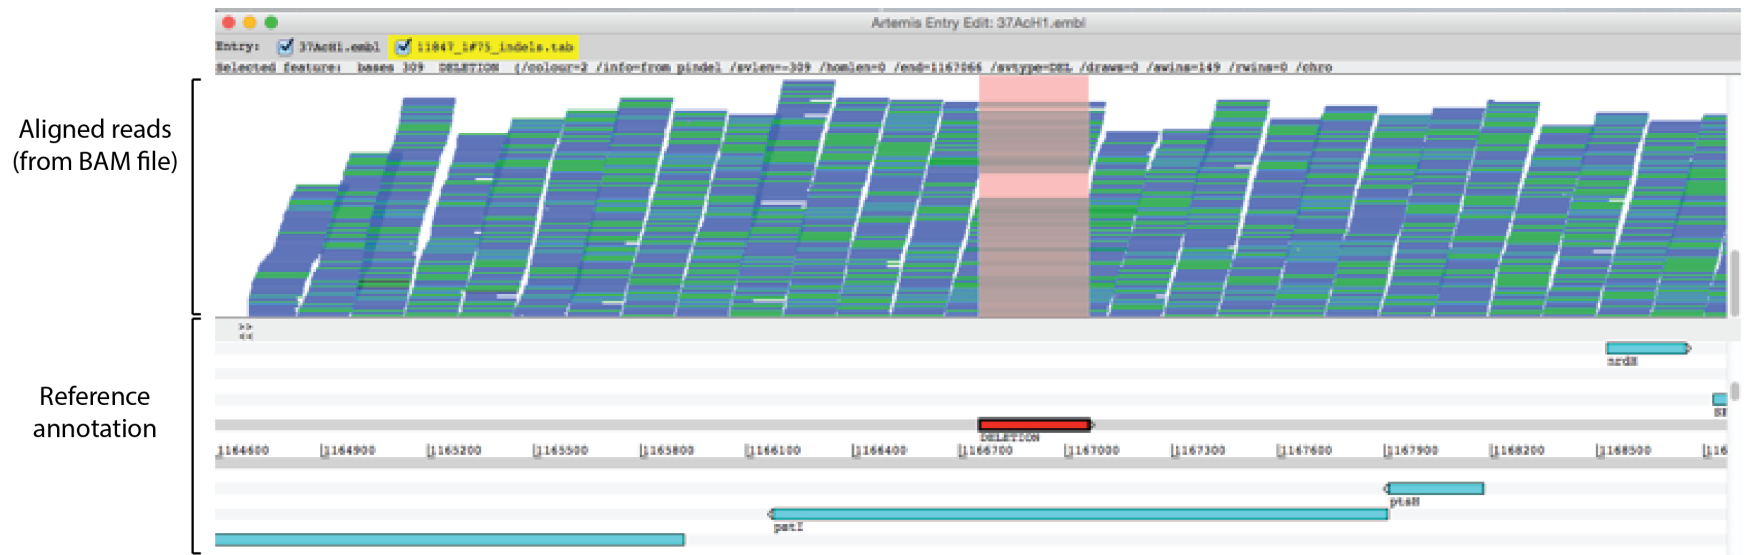 Artemis Entry Edit: 37AcH1.embl
Entry: 37AcH1.embl 11847_1#75_indels.tab
Selected feature: bases 309 DELETION (/colour=2 /info=from pindel /svlen=-309 /homlen=0 /end=1167066 /svtype=DEL /draws=0 /awins=149 /rwins=0 /chro
Aligned reads
(from BAM file)
>>
<<
nrdH
Reference
annotation
DELETION
1164600 1164900 1165200 1165500 1165800 1166100 1166400 1166700 1167000 1167300 1167600 1167900 1168200 1168500 116
ptsH